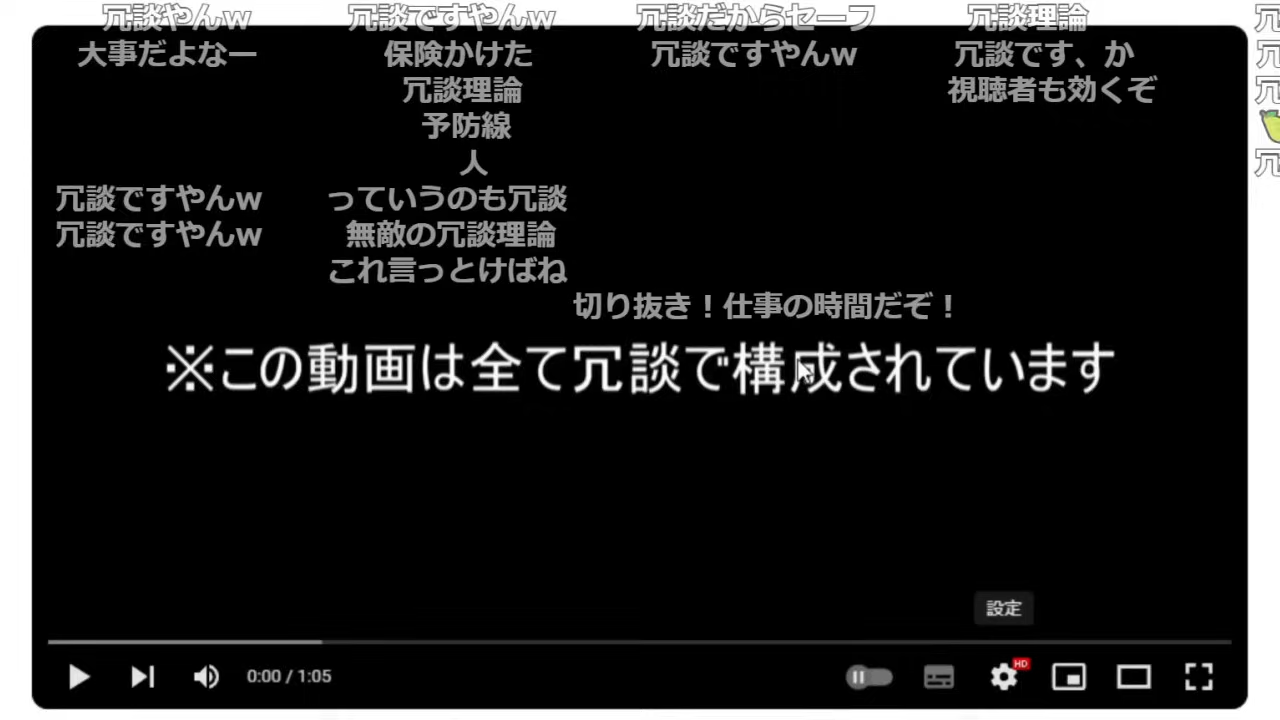 冗談やんw 冗談ですやんw 冗談だからセーフ 冗談理論
大事だよなー 保険かけた 冗談ですやんw 冗談です、か
冗談理論 視聴者も効くぞ
予防線
人
冗談ですやんw っていうのも冗談
冗談ですやんw 無敵の冗談理論
これ言っとけばね
切り抜き！仕事の時間だぞ！
※この動画は全て冗談で構成されています
設定
0:00 / 1:05
HD